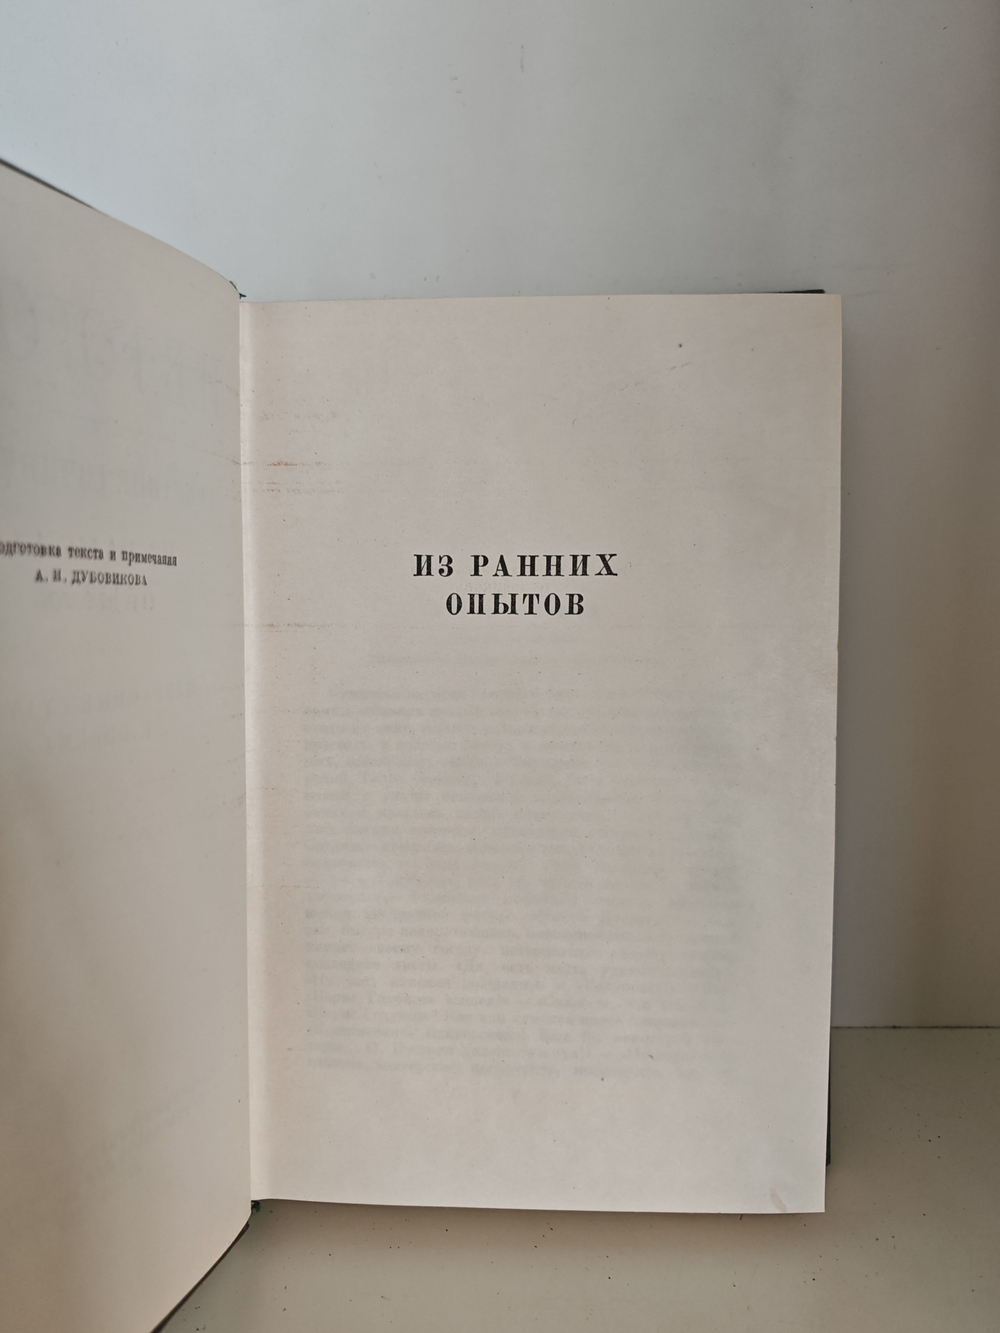 одготовка текста и примечания
А. И. ДУБОВИКОВА
ИЗ РАННИХ
ОПЫТОВ